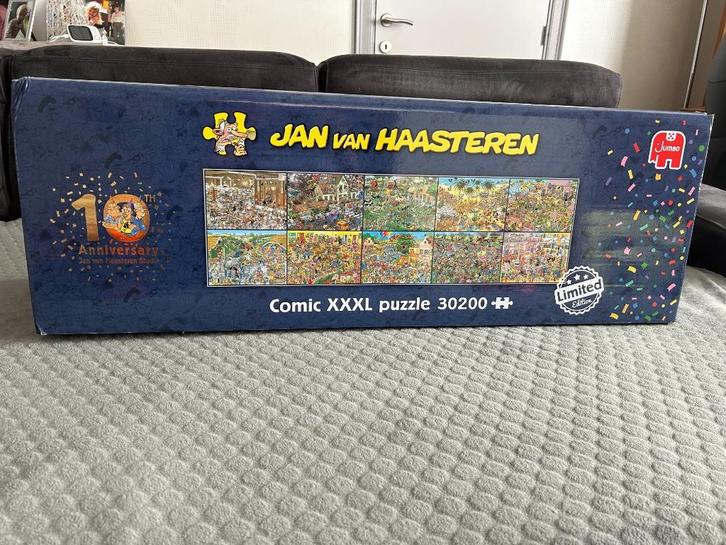 JAN VAN HAASTEREN
Jumbo
10TH
Anniversary
Jan van Haasteren Studio
Limited
Edition
Comic XXXL puzzle 30200